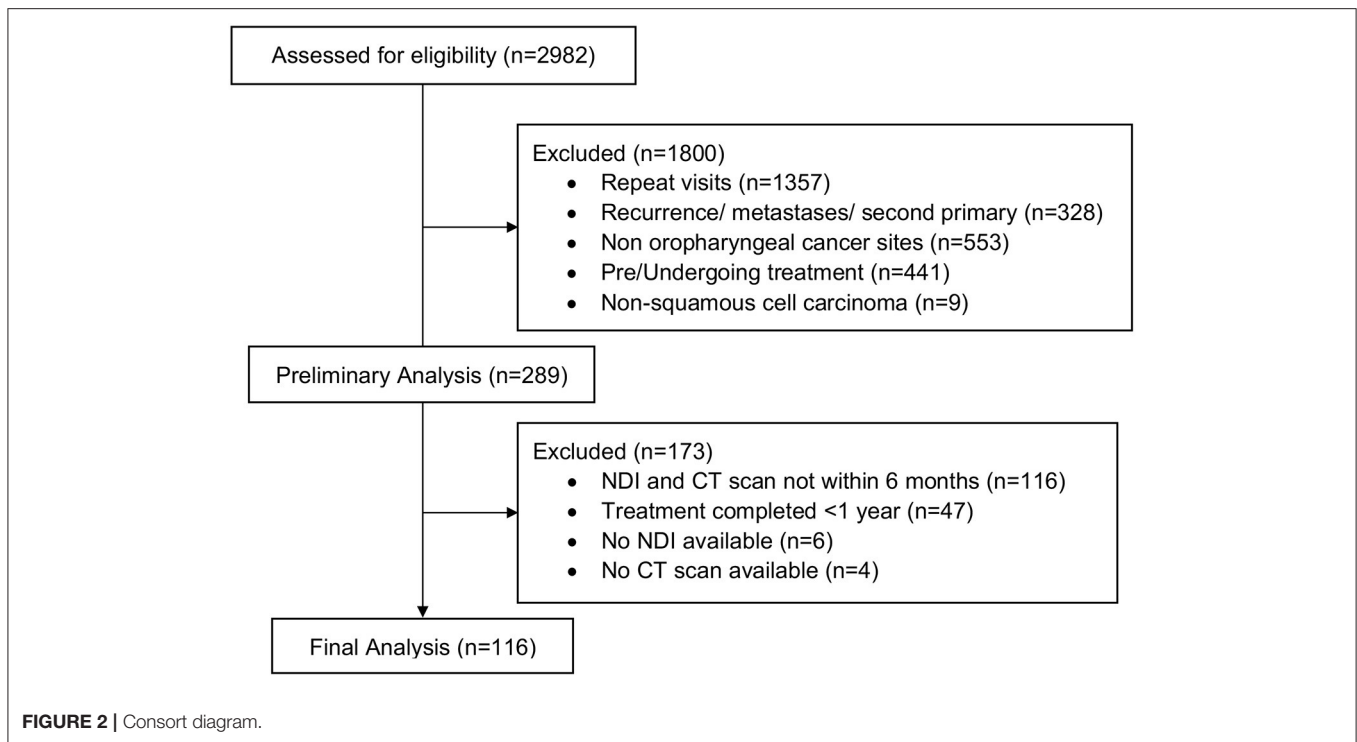 Assessed for eligibility (n=2982)
Excluded (n=1800)
• Repeat visits (n=1357)
• Recurrence/ metastases/ second primary (n=328)
• Non oropharyngeal cancer sites (n=553)
• Pre/Undergoing treatment (n=441)
• Non-squamous cell carcinoma (n=9)
Preliminary Analysis (n=289)
Excluded (n=173)
• NDI and CT scan not within 6 months (n=116)
• Treatment completed <1 year (n=47)
• No NDI available (n=6)
• No CT scan available (n=4)
Final Analysis (n=116)
FIGURE 2 | Consort diagram.